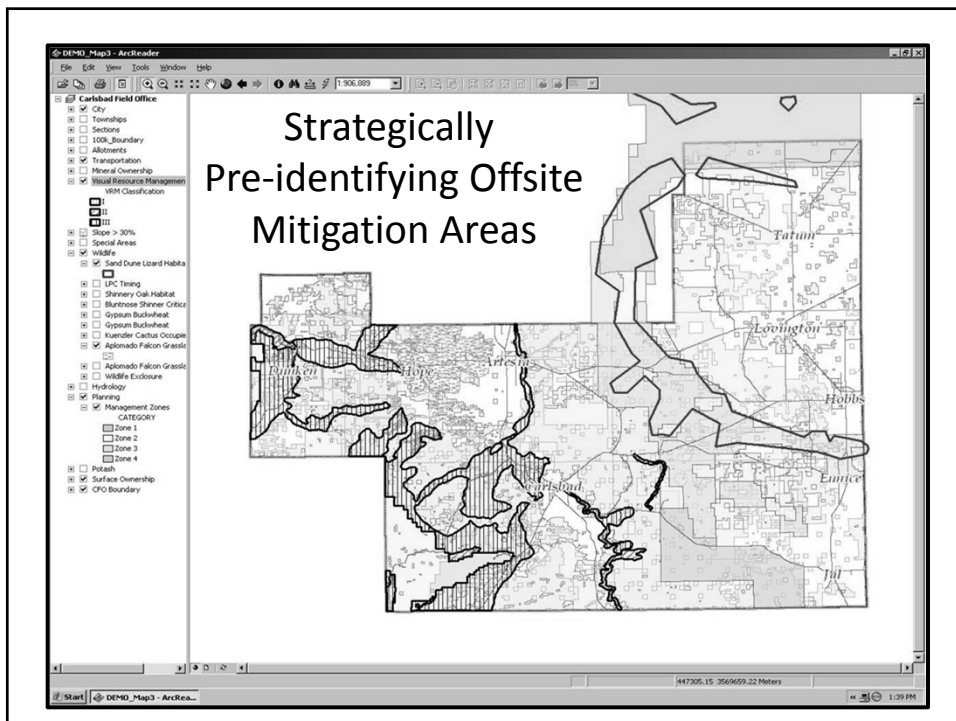 DEMO_Map3 - ArcReader
File Edit View Tools Window Help
1:906,889
Carlsbad Field Office
City
Townships
Sections
100k_Boundary
Allotments
Transportation
Mineral Ownership
Visual Resource Managemen
VRM Classification
I
II
III
Slope > 30%
Special Areas
Wildlife
Sand Dune Lizard Habita
LPC Timing
Shinnery Oak Habitat
Bluntnose Shinner Critica
Gypsum Buckwheat
Gypsum Buckwheat
Kuenzler Cactus Occupie
Aplomado Falcon Grassla
Aplomado Falcon Grassla
Wildlife Exclosure
Hydrology
Planning
Management Zones
CATEGORY
Zone 1
Zone 2
Zone 3
Zone 4
Potash
Surface Ownership
CFO Boundary
Strategically
Pre-identifying Offsite
Mitigation Areas
Tatum
Lovington
Artesia
Dunken
Hope
Hobbs
Eunice
Carlsbad
Jal
447305.15 3569659.22 Meters
Start
DEMO_Map3 - ArcRea...
1:39 PM